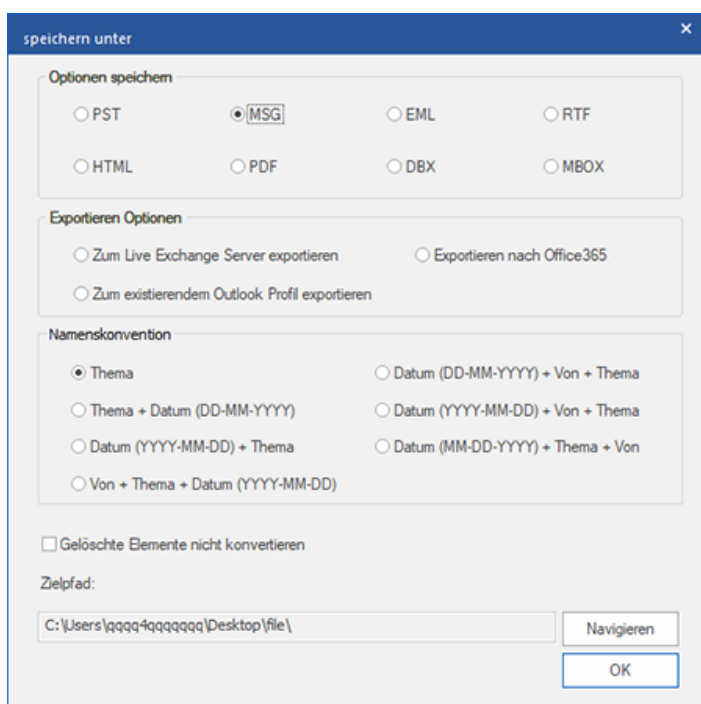 speichern unter
Optionen speichern
PST MSG EML RTF
HTML PDF DBX MBOX
Exportieren Optionen
Zum Live Exchange Server exportieren Exportieren nach Office365
Zum existierendem Outlook Profil exportieren
Namenskonvention
Thema Datum (DD-MM-YYYY) + Von + Thema
Thema + Datum (DD-MM-YYYY) Datum (YYYY-MM-DD) + Von + Thema
Datum (YYYY-MM-DD) + Thema Datum (MM-DD-YYYY) + Thema + Von
Von + Thema + Datum (YYYY-MM-DD)
Gelöschte Elemente nicht konvertieren
Zielpfad:
C:\Users\qqqq4qqqqqqq\Desktop\file\ Navigieren
OK